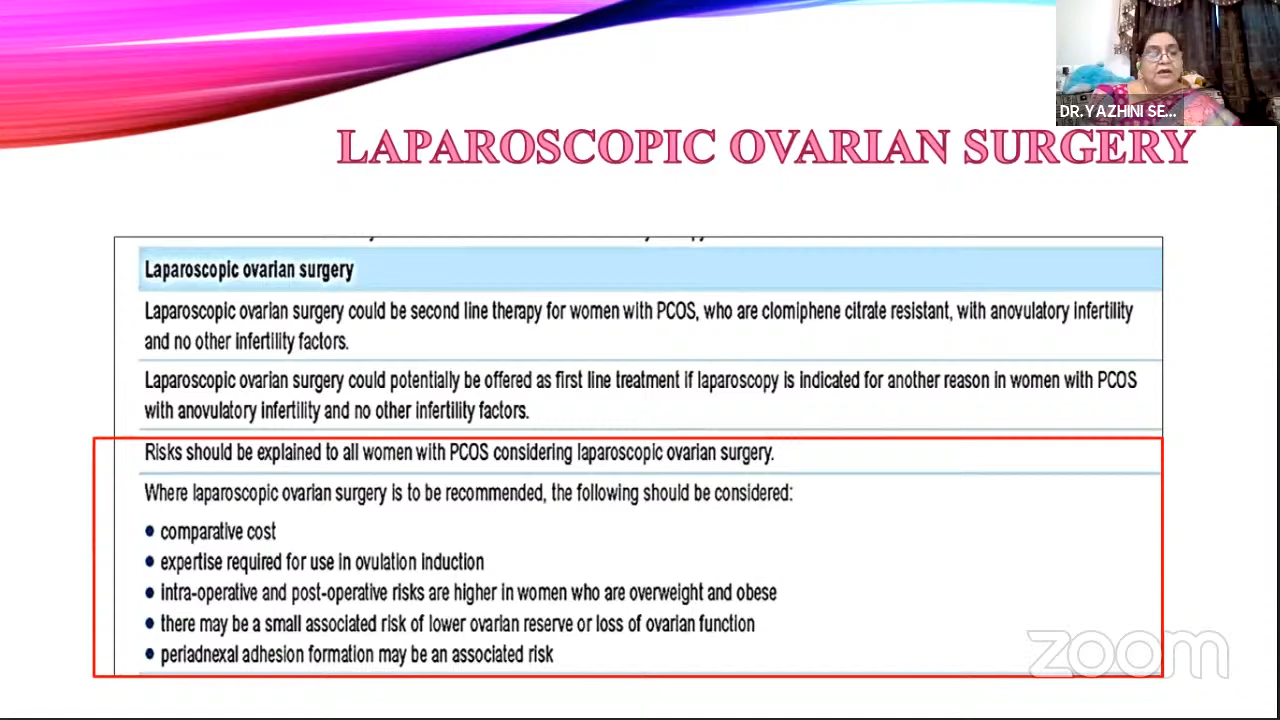 DR.YAZHINI SE...
LAPAROSCOPIC OVARIAN SURGERY
Laparoscopic ovarian surgery
Laparoscopic ovarian surgery could be second line therapy for women with PCOS, who are clomiphene citrate resistant, with anovulatory infertility
and no other infertility factors.
Laparoscopic ovarian surgery could potentially be offered as first line treatment if laparoscopy is indicated for another reason in women with PCOS
with anovulatory infertility and no other infertility factors.
Risks should be explained to all women with PCOS considering laparoscopic ovarian surgery.
Where laparoscopic ovarian surgery is to be recommended, the following should be considered:
• comparative cost
• expertise required for use in ovulation induction
• intra-operative and post-operative risks are higher in women who are overweight and obese
• there may be a small associated risk of lower ovarian reserve or loss of ovarian function
• periadnexal adhesion formation may be an associated risk
zoom